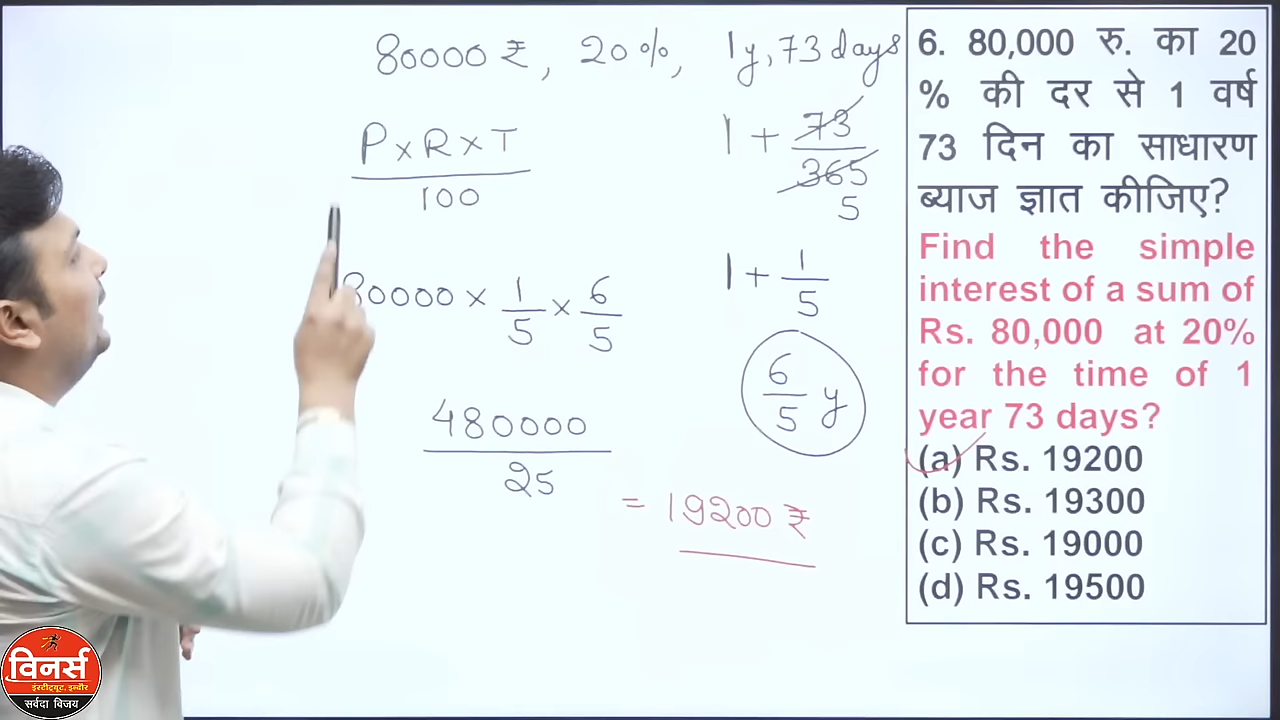 80000 ₹, 20%, 1y, 73 days
P×R×T
100
1 + 73
365
5
80000 × 1/5 × 6/5
1 + 1/5
6/5 y
480000
25
= 19200 ₹
6. 80,000 रु. का 20
% की दर से 1 वर्ष
73 दिन का साधारण
ब्याज ज्ञात कीजिए?
Find the simple
interest of a sum of
Rs. 80,000 at 20%
for the time of 1
year 73 days?
(a) Rs. 19200
(b) Rs. 19300
(c) Rs. 19000
(d) Rs. 19500
विनर्स
इंस्टीट्यूट, इन्दौर
सर्वदा विजय